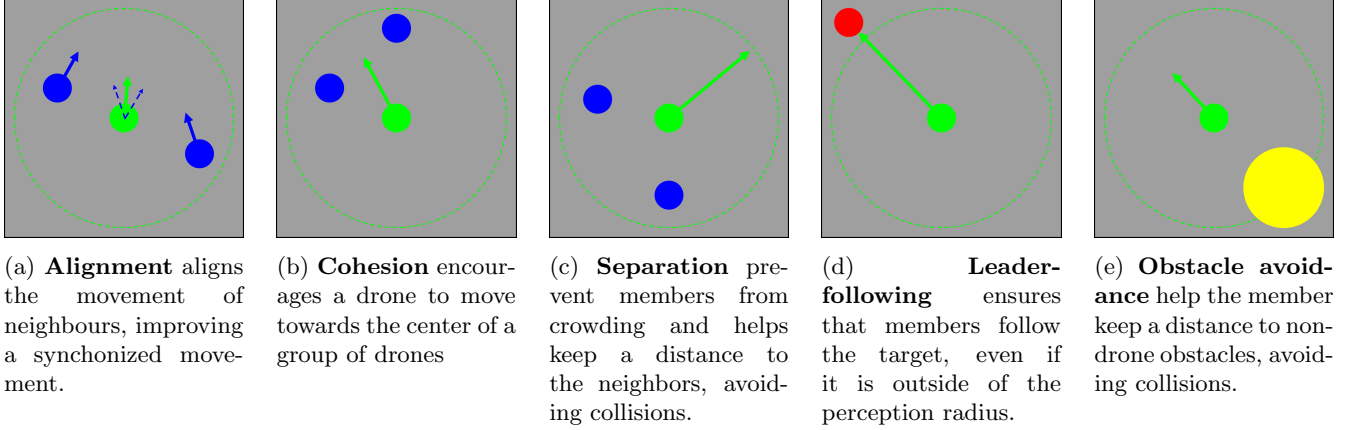 (a) Alignment aligns
the movement of
neighbours, improving
a synchonized move-
ment.
(b) Cohesion encour-
ages a drone to move
towards the center of a
group of drones
(c) Separation pre-
vent members from
crowding and helps
keep a distance to
the neighbors, avoid-
ing collisions.
(d) Leader-
following ensures
that members follow
the target, even if
it is outside of the
perception radius.
(e) Obstacle avoid-
ance help the member
keep a distance to non-
drone obstacles, avoid-
ing collisions.